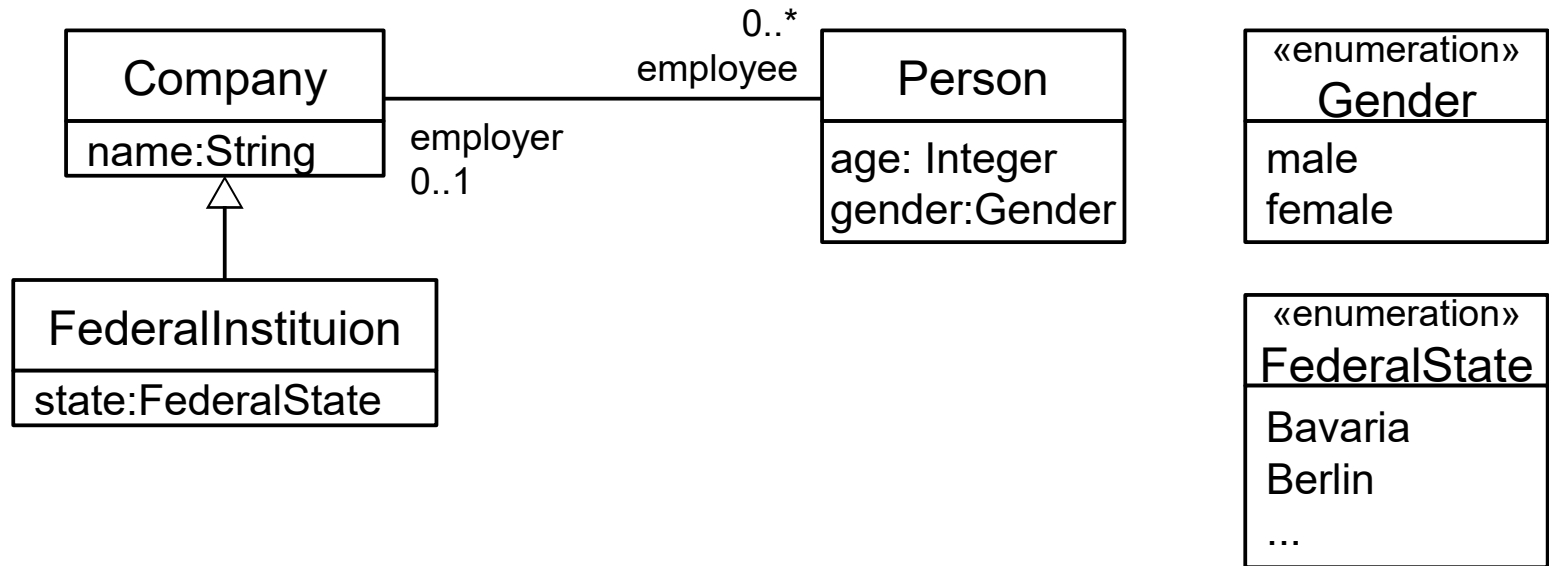 Company
name:String
employer
0..1
0..*
employee
Person
age: Integer
gender:Gender
«enumeration»
Gender
male
female
FederalInstituion
state:FederalState
«enumeration»
FederalState
Bavaria
Berlin
...